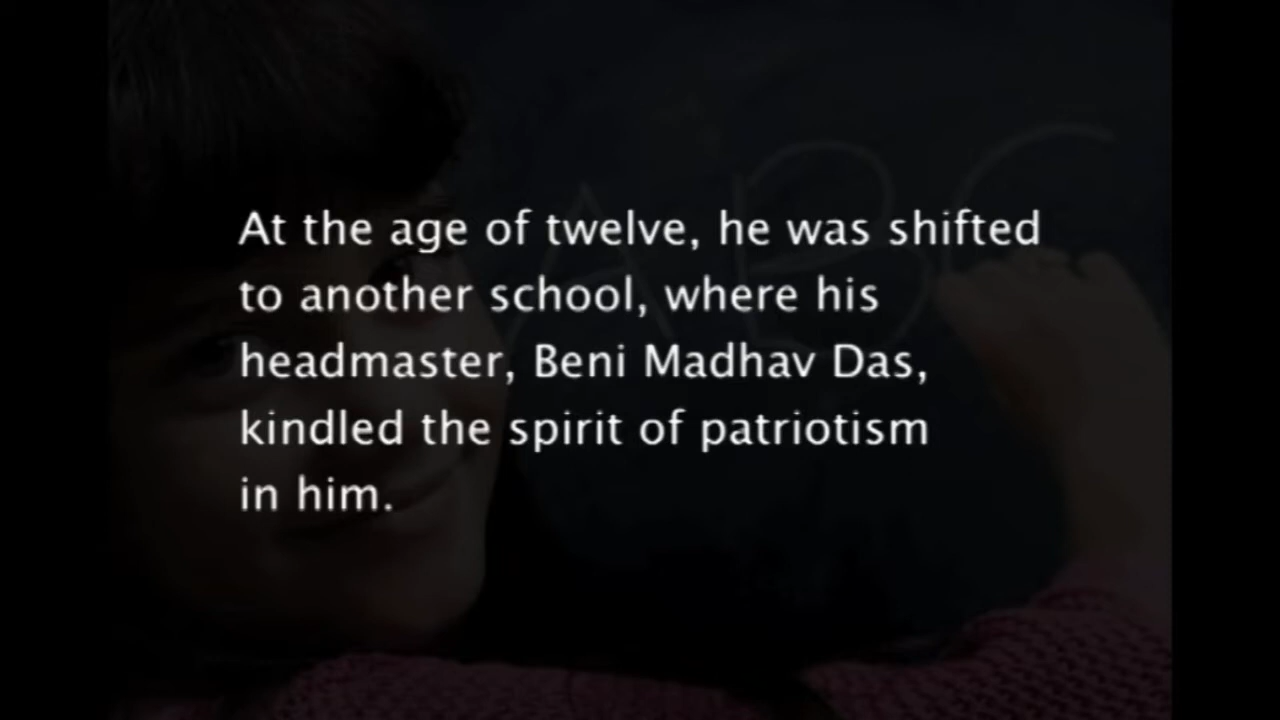 A B C
At the age of twelve, he was shifted
to another school, where his
headmaster, Beni Madhav Das,
kindled the spirit of patriotism
in him.